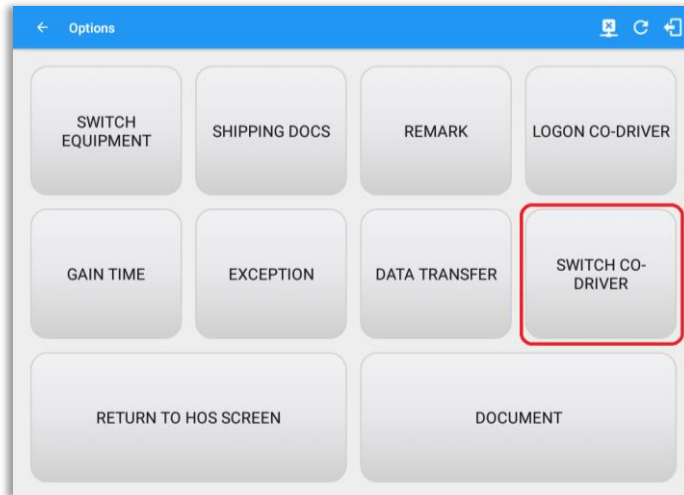 Options
SWITCH
EQUIPMENT
SHIPPING DOCS
REMARK
LOGON CO-DRIVER
GAIN TIME
EXCEPTION
DATA TRANSFER
SWITCH CO-
DRIVER
RETURN TO HOS SCREEN
DOCUMENT